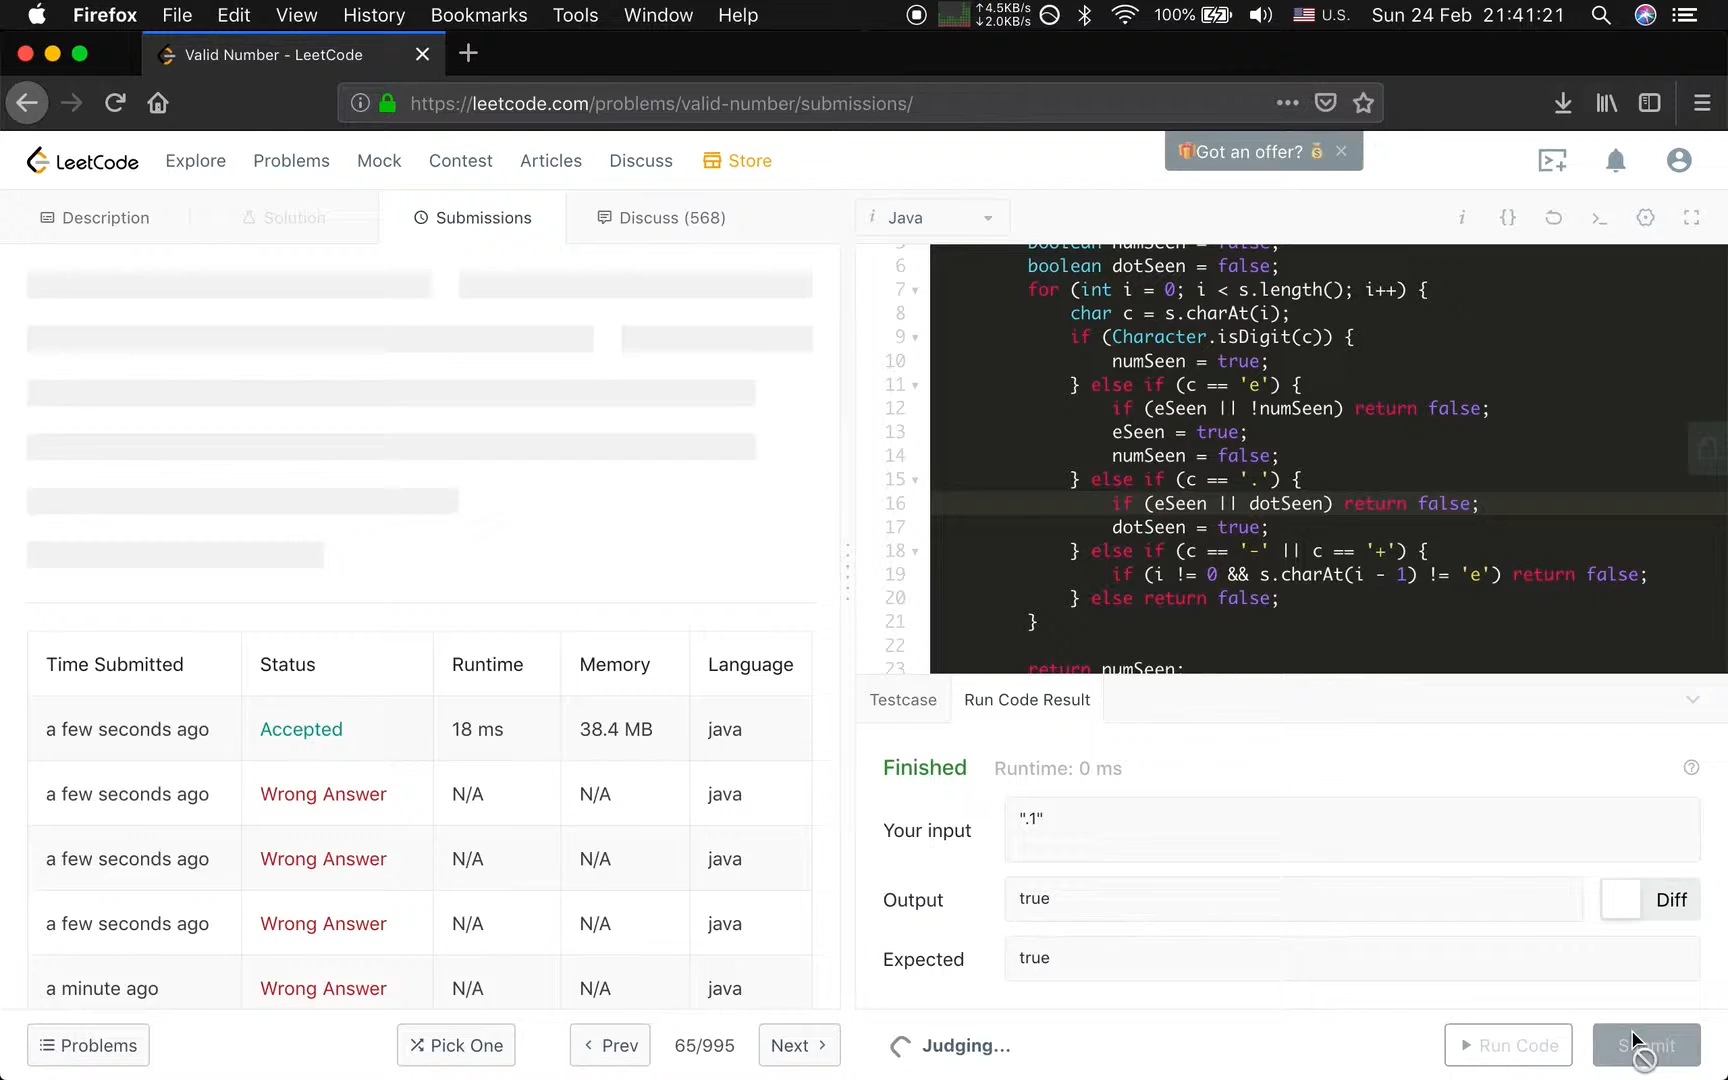 Firefox File Edit View History Bookmarks Tools Window Help
↑4.5KB/s
↓2.0KB/s
100%
U.S. Sun 24 Feb 21:41:21
Valid Number - LeetCode
https://leetcode.com/problems/valid-number/submissions/
LeetCode Explore Problems Mock Contest Articles Discuss Store
Got an offer?
Description Solution Submissions Discuss (568)
i Java
5 boolean numSeen = false;
6 boolean dotSeen = false;
7 for (int i = 0; i < s.length(); i++) {
8 char c = s.charAt(i);
9 if (Character.isDigit(c)) {
10 numSeen = true;
11 } else if (c == 'e') {
12 if (eSeen || !numSeen) return false;
13 eSeen = true;
14 numSeen = false;
15 } else if (c == '.') {
16 if (eSeen || dotSeen) return false;
17 dotSeen = true;
18 } else if (c == '-' || c == '+') {
19 if (i != 0 && s.charAt(i - 1) != 'e') return false;
20 } else return false;
21 }
22
23 return numSeen;
Time Submitted Status Runtime Memory Language
a few seconds ago Accepted 18 ms 38.4 MB java
a few seconds ago Wrong Answer N/A N/A java
a few seconds ago Wrong Answer N/A N/A java
a few seconds ago Wrong Answer N/A N/A java
a minute ago Wrong Answer N/A N/A java
Testcase Run Code Result
Finished Runtime: 0 ms
Your input
".1"
Output
true
Diff
Expected
true
Problems Pick One Prev 65/995 Next
Judging...
Run Code Submit